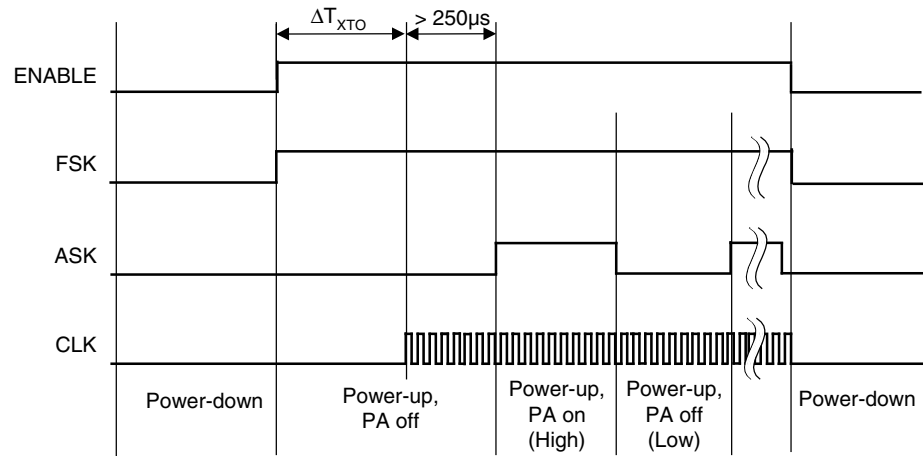 ΔT_XTO
> 250µs
ENABLE
FSK
ASK
CLK
Power-down
Power-up,
PA off
Power-up,
PA on
(High)
Power-up,
PA off
(Low)
Power-down